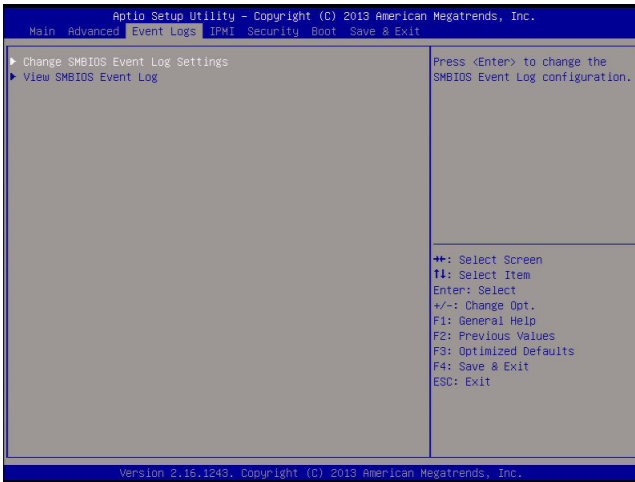 Aptio Setup Utility – Copyright (C) 2013 American Megatrends, Inc.
Main Advanced Event Logs IPMI Security Boot Save & Exit
▶ Change SMBIOS Event Log Settings
▶ View SMBIOS Event Log
Press <Enter> to change the
SMBIOS Event Log configuration.
→←: Select Screen
↑↓: Select Item
Enter: Select
+/-: Change Opt.
F1: General Help
F2: Previous Values
F3: Optimized Defaults
F4: Save & Exit
ESC: Exit
Version 2.16.1243. Copyright (C) 2013 American Megatrends, Inc.